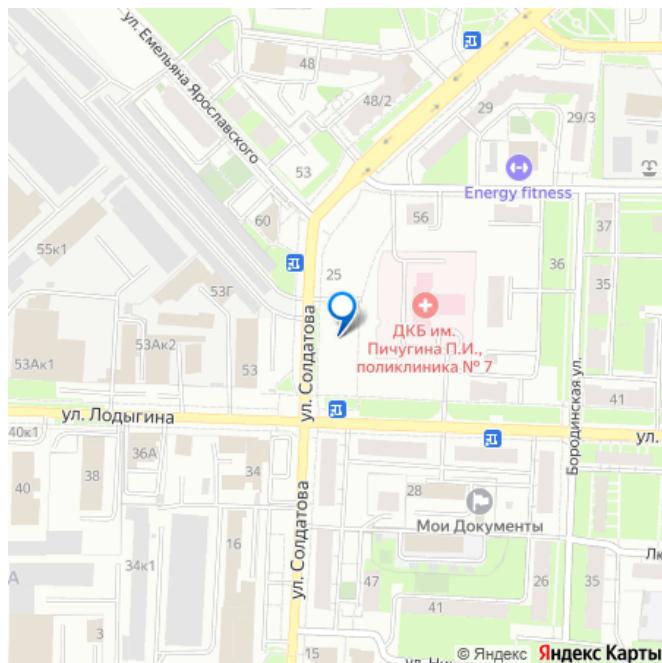 ул. Емельяна Ярославского
48
48/2
29
29/3
53
Energy fitness
60
56
37
55к1
25
36
35
53Г
ДКБ им.
Пичугина П.И.,
поликлиника № 7
53Ак2
53Ак1
53
ул. Солдатова
41
ул. Лодыгина
ул.
Бородинская ул.
40к1
36А
38
34
40
28
Мои Документы
ул. Солдатова
34к1
16
47
41
26
35
Лю
А
3
15
ул. Ни
© Яндекс
Яндекс Карты